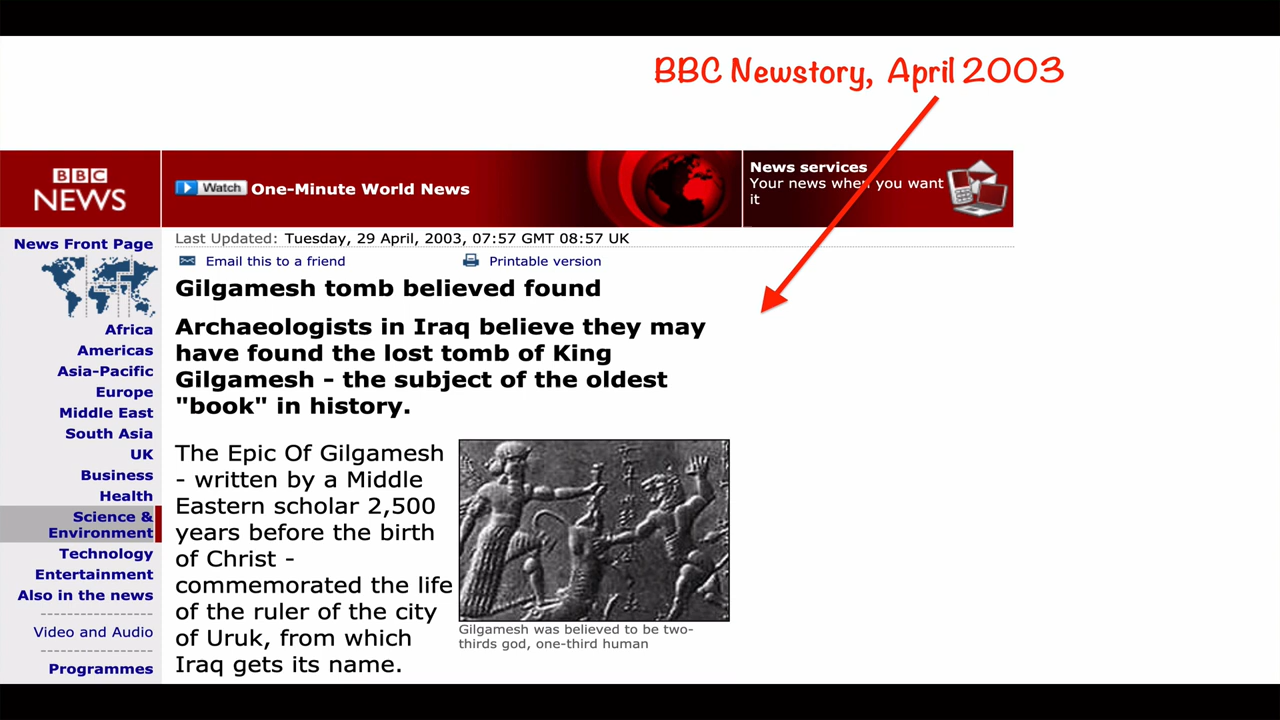 BBC Newstory, April 2003
BBC
NEWS
Watch One-Minute World News
News services
Your news when you want
it
News Front Page
Africa
Americas
Asia-Pacific
Europe
Middle East
South Asia
UK
Business
Health
Science &
Environment
Technology
Entertainment
Also in the news
Video and Audio
Programmes
Last Updated: Tuesday, 29 April, 2003, 07:57 GMT 08:57 UK
Email this to a friend
Printable version
Gilgamesh tomb believed found
Archaeologists in Iraq believe they may
have found the lost tomb of King
Gilgamesh - the subject of the oldest
"book" in history.
The Epic Of Gilgamesh
- written by a Middle
Eastern scholar 2,500
years before the birth
of Christ -
commemorated the life
of the ruler of the city
of Uruk, from which
Iraq gets its name.
Gilgamesh was believed to be two-
thirds god, one-third human